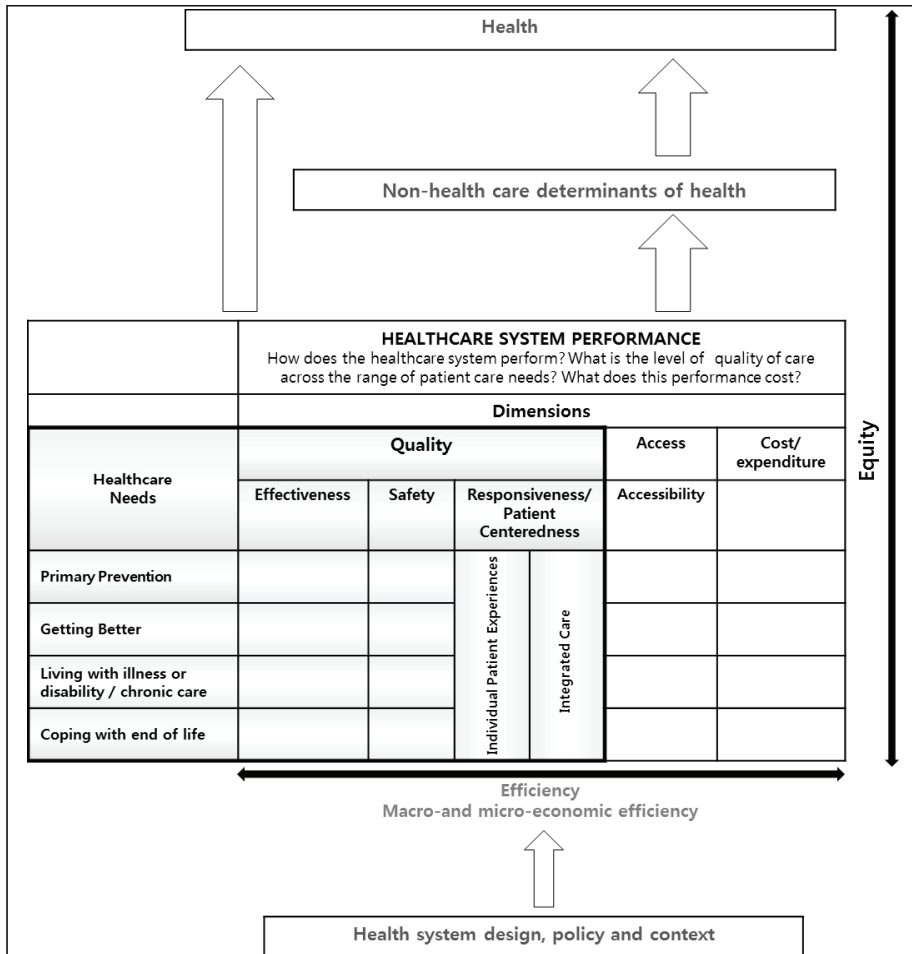 Health
Non-health care determinants of health
HEALTHCARE SYSTEM PERFORMANCE
How does the healthcare system perform? What is the level of quality of care
across the range of patient care needs? What does this performance cost?
Dimensions
Healthcare
Needs
Quality
Access
Cost/
expenditure
Effectiveness
Safety
Responsiveness/
Patient
Centeredness
Accessibility
Primary Prevention
Getting Better
Living with illness or
disability / chronic care
Coping with end of life
Individual Patient Experiences
Integrated Care
Equity
Efficiency
Macro-and micro-economic efficiency
Health system design, policy and context